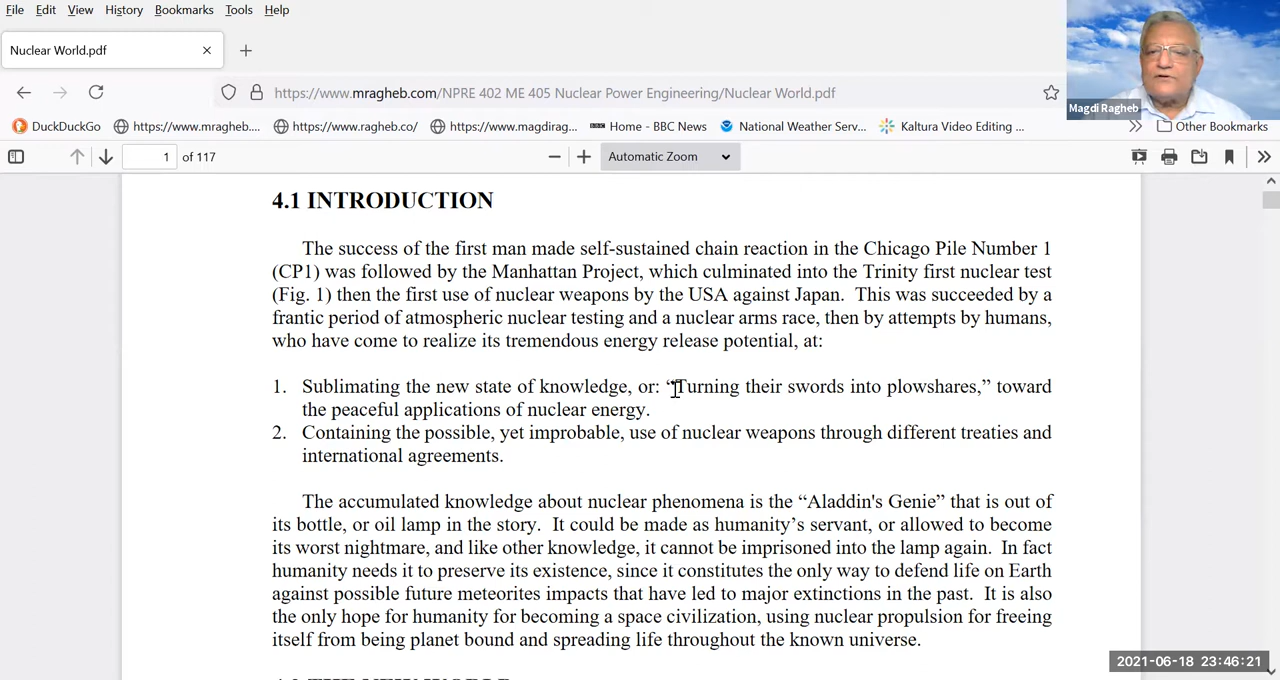 File Edit View History Bookmarks Tools Help
Nuclear World.pdf
https://www.mragheb.com/NPRE 402 ME 405 Nuclear Power Engineering/Nuclear World.pdf
Magdi Ragheb
DuckDuckGo https://www.mragheb.... https://www.ragheb.co/ https://www.magdirag... Home - BBC News National Weather Serv... Kaltura Video Editing ... Other Bookmarks
1 of 117 Automatic Zoom
4.1 INTRODUCTION
The success of the first man made self-sustained chain reaction in the Chicago Pile Number 1
(CP1) was followed by the Manhattan Project, which culminated into the Trinity first nuclear test
(Fig. 1) then the first use of nuclear weapons by the USA against Japan. This was succeeded by a
frantic period of atmospheric nuclear testing and a nuclear arms race, then by attempts by humans,
who have come to realize its tremendous energy release potential, at:
1. Sublimating the new state of knowledge, or: “Turning their swords into plowshares,” toward
the peaceful applications of nuclear energy.
2. Containing the possible, yet improbable, use of nuclear weapons through different treaties and
international agreements.
The accumulated knowledge about nuclear phenomena is the “Aladdin's Genie” that is out of
its bottle, or oil lamp in the story. It could be made as humanity’s servant, or allowed to become
its worst nightmare, and like other knowledge, it cannot be imprisoned into the lamp again. In fact
humanity needs it to preserve its existence, since it constitutes the only way to defend life on Earth
against possible future meteorites impacts that have led to major extinctions in the past. It is also
the only hope for humanity for becoming a space civilization, using nuclear propulsion for freeing
itself from being planet bound and spreading life throughout the known universe.
2021-06-18 23:46:21